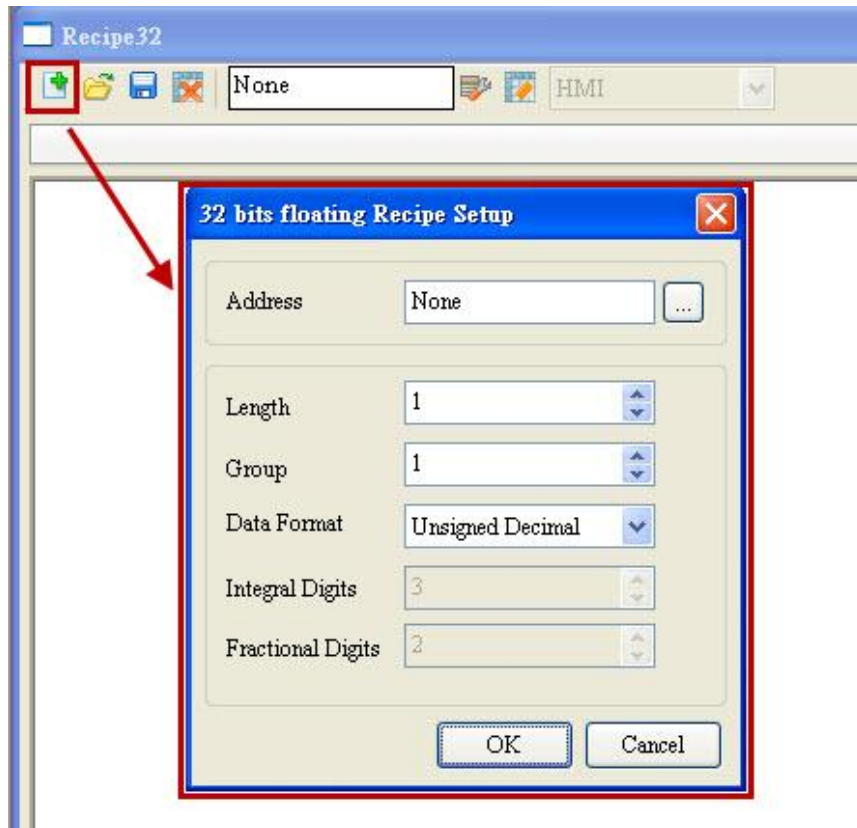 Recipe32
None
HMI
32 bits floating Recipe Setup
Address None ...
Length 1
Group 1
Data Format Unsigned Decimal
Integral Digits 3
Fractional Digits 2
OK Cancel